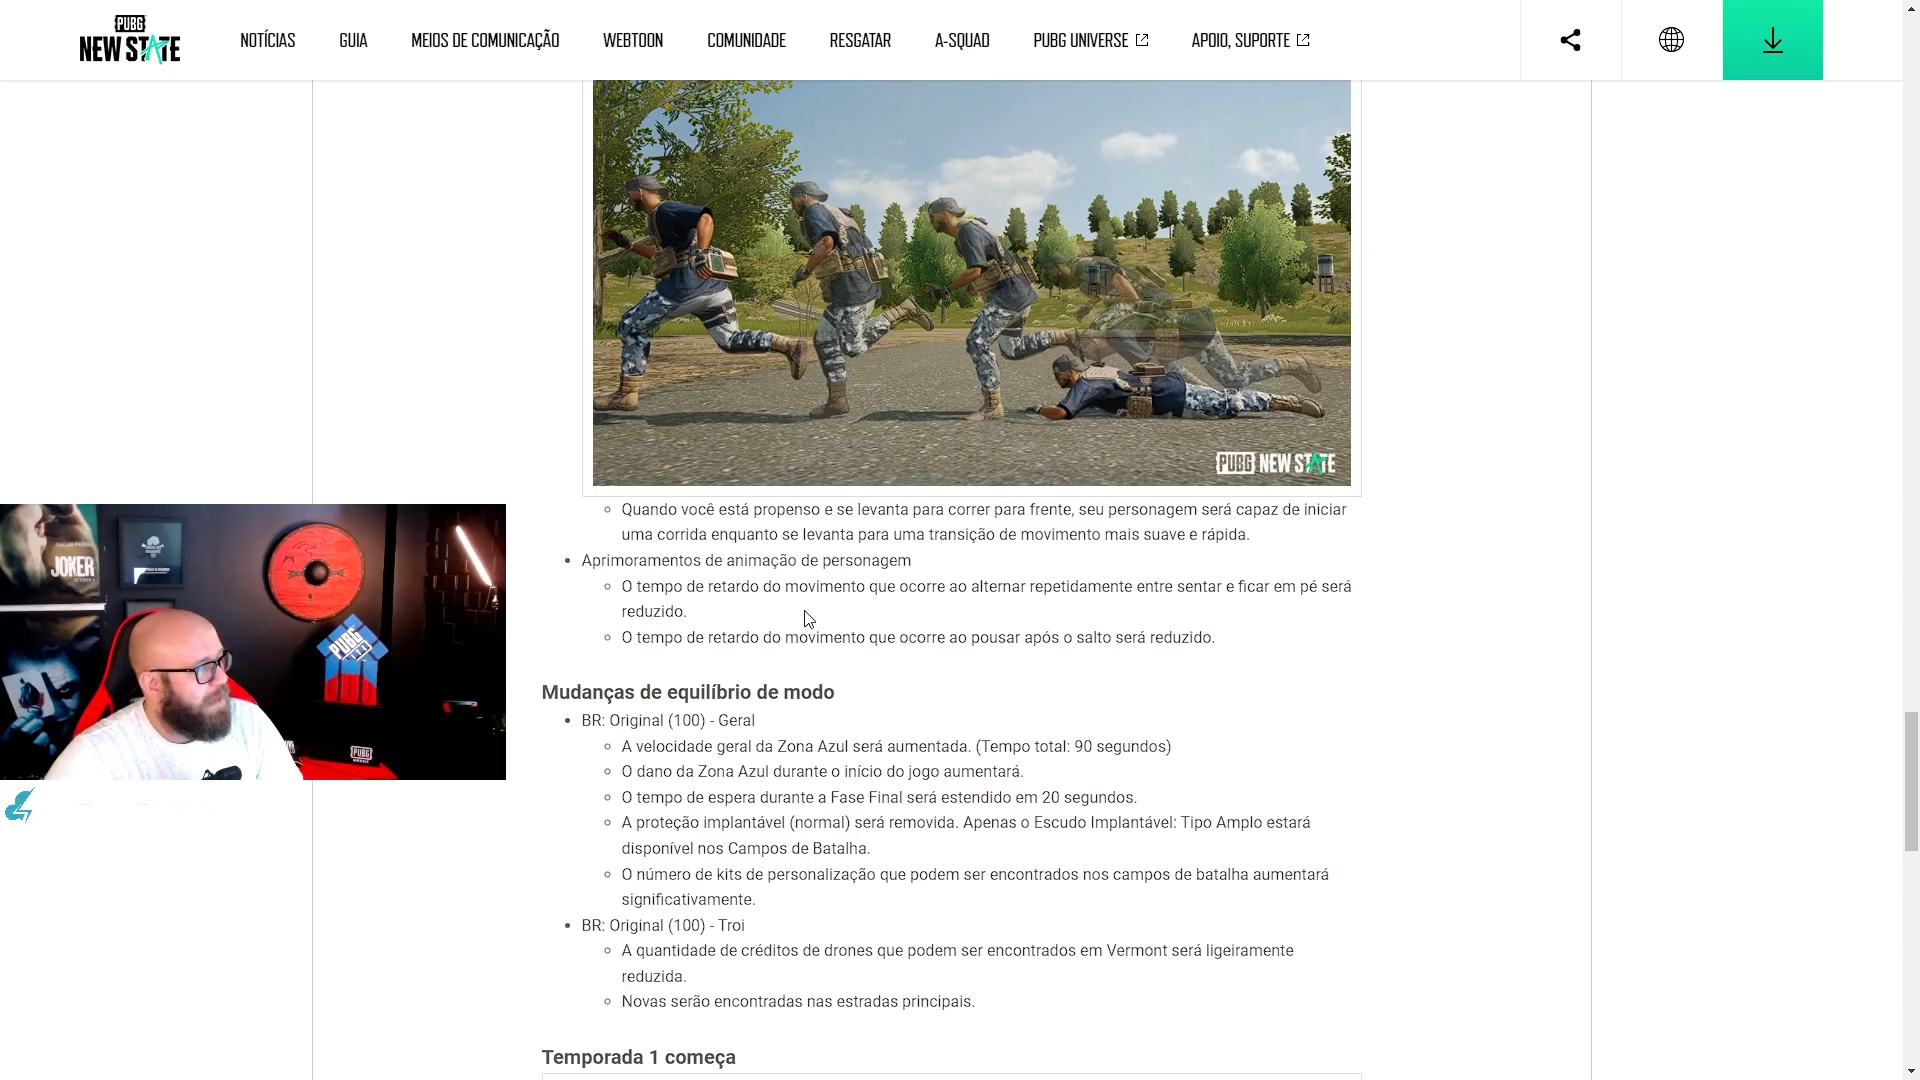 PUBG
NEW STATE
NOTÍCIAS
GUIA
MEIOS DE COMUNICAÇÃO
WEBTOON
COMUNIDADE
RESGATAR
A-SQUAD
PUBG UNIVERSE
APOIO, SUPORTE
PUBG NEW STATE
Quando você está propenso e se levanta para correr para frente, seu personagem será capaz de iniciar
uma corrida enquanto se levanta para uma transição de movimento mais suave e rápida.
Aprimoramentos de animação de personagem
O tempo de retardo do movimento que ocorre ao alternar repetidamente entre sentar e ficar em pé será
reduzido.
O tempo de retardo do movimento que ocorre ao pousar após o salto será reduzido.
JOKER
PUBG
Mudanças de equilíbrio de modo
BR: Original (100) - Geral
A velocidade geral da Zona Azul será aumentada. (Tempo total: 90 segundos)
O dano da Zona Azul durante o início do jogo aumentará.
O tempo de espera durante a Fase Final será estendido em 20 segundos.
A proteção implantável (normal) será removida. Apenas o Escudo Implantável: Tipo Amplo estará
disponível nos Campos de Batalha.
O número de kits de personalização que podem ser encontrados nos campos de batalha aumentará
significativamente.
BR: Original (100) - Troi
A quantidade de créditos de drones que podem ser encontrados em Vermont será ligeiramente
reduzida.
Novas serão encontradas nas estradas principais.
Temporada 1 começa